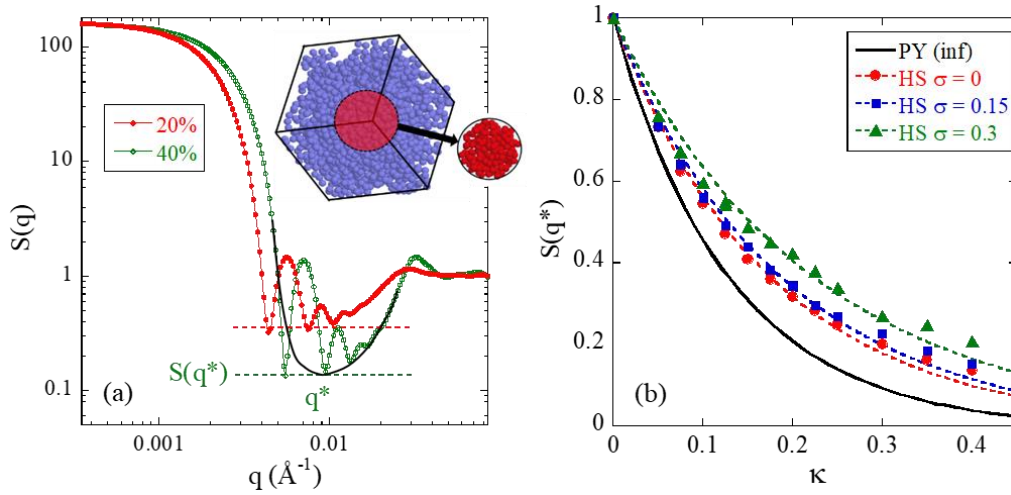 100
10
1
0.1
S(q)
20%
40%
S(q*)
q*
(a)
0.001
0.01
q (Å⁻¹)
1
0.8
0.6
0.4
0.2
0
S(q*)
PY (inf)
HS σ = 0
HS σ = 0.15
HS σ = 0.3
(b)
0
0.1
0.2
0.3
0.4
κ